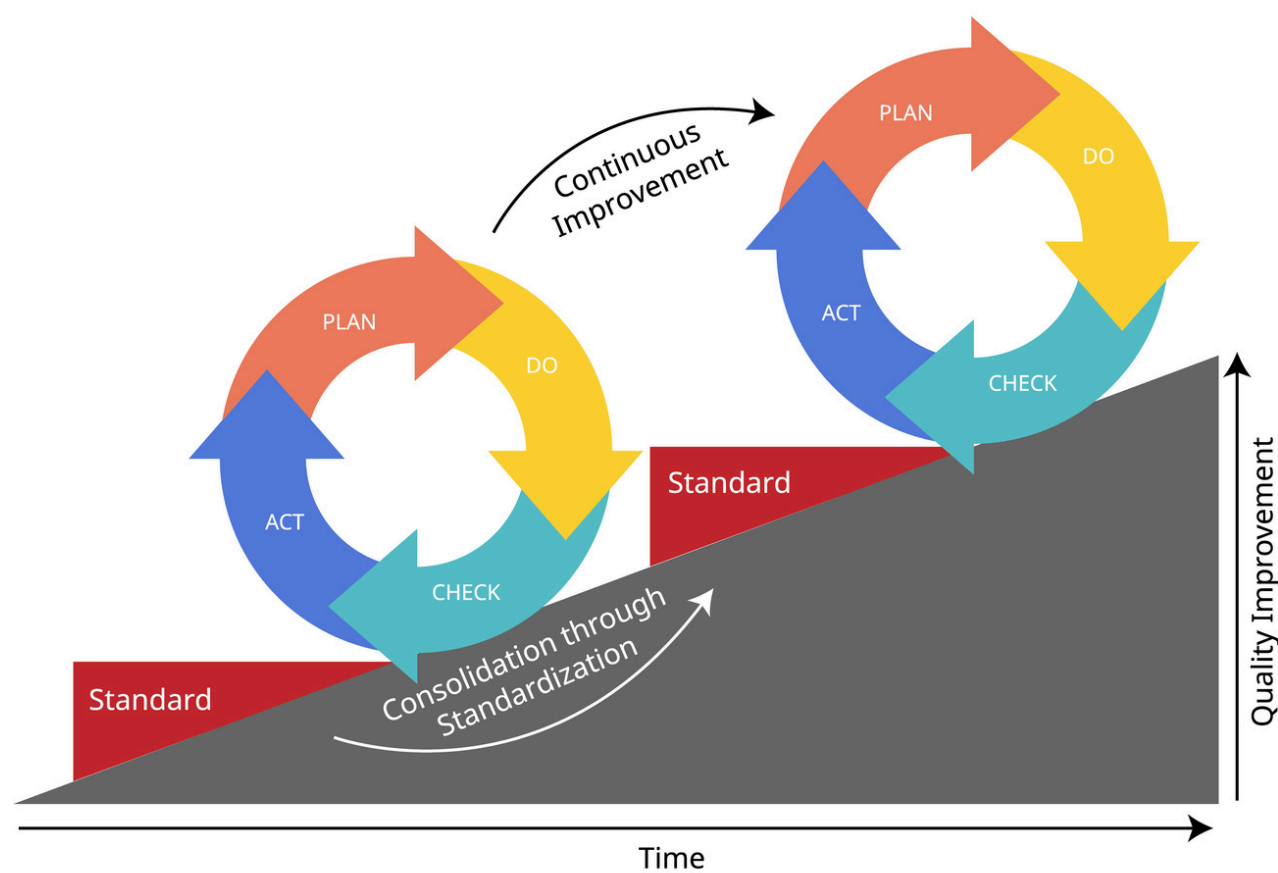 PLAN
DO
Continuous
Improvement
PLAN
DO
ACT
CHECK
ACT
CHECK
Standard
Standard
Consolidation through
Standardization
Quality Improvement
Time